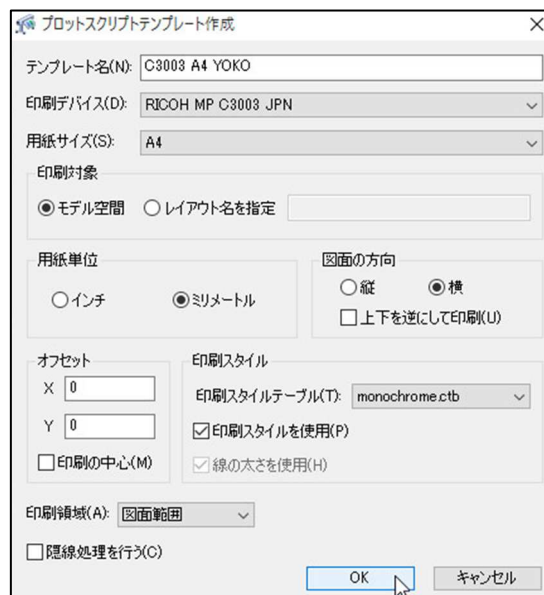 プロットスクリプトテンプレート作成
テンプレート名(N): C3003 A4 YOKO
印刷デバイス(D): RICOH MP C3003 JPN
用紙サイズ(S): A4
印刷対象
モデル空間 レイアウト名を指定
用紙単位
インチ ミリメートル
図面の方向
縦 横
上下を逆にして印刷(U)
オフセット
X 0
Y 0
印刷の中心(M)
印刷スタイル
印刷スタイルテーブル(T): monochrome.ctb
印刷スタイルを使用(P)
線の太さを使用(H)
印刷領域(A): 図面範囲
隠線処理を行う(C)
OK キャンセル